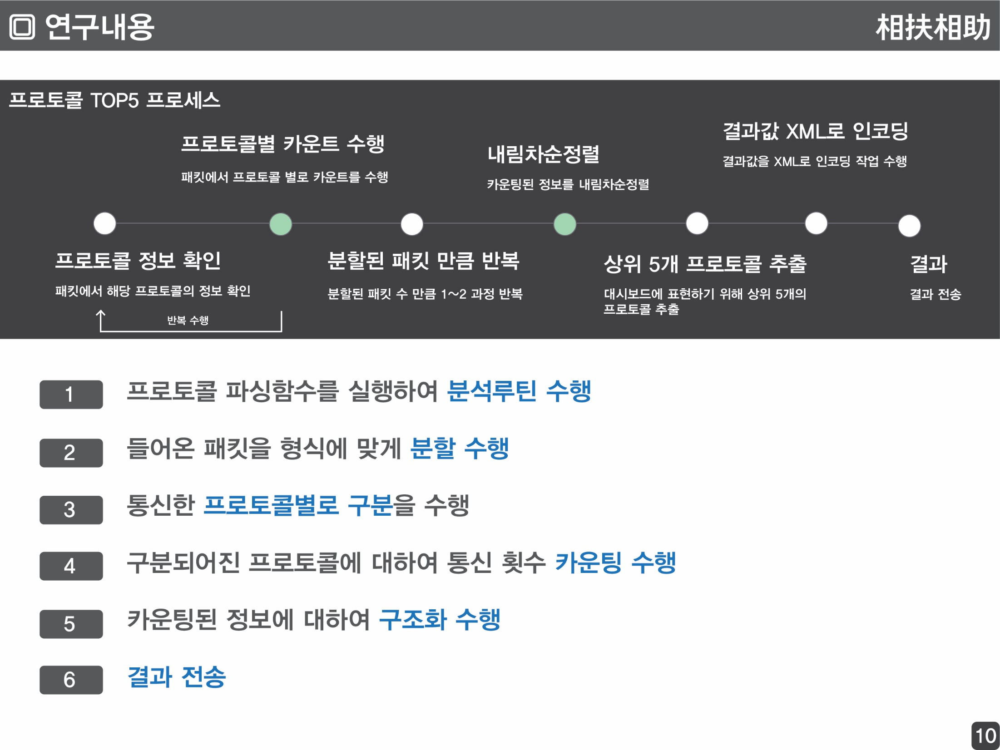 연구내용
相扶相助
프로토콜 TOP5 프로세스
프로토콜별 카운트 수행
패킷에서 프로토콜 별로 카운트를 수행
내림차순정렬
카운팅된 정보를 내림차순정렬
결과값 XML로 인코딩
결과값을 XML로 인코딩 작업 수행
프로토콜 정보 확인
패킷에서 해당 프로토콜의 정보 확인
반복 수행
분할된 패킷 만큼 반복
분할된 패킷 수 만큼 1~2 과정 반복
상위 5개 프로토콜 추출
대시보드에 표현하기 위해 상위 5개의
프로토콜 추출
결과
결과 전송
1 프로토콜 파싱함수를 실행하여 분석루틴 수행
2 들어온 패킷을 형식에 맞게 분할 수행
3 통신한 프로토콜별로 구분을 수행
4 구분되어진 프로토콜에 대하여 통신 횟수 카운팅 수행
5 카운팅된 정보에 대하여 구조화 수행
6 결과 전송
10